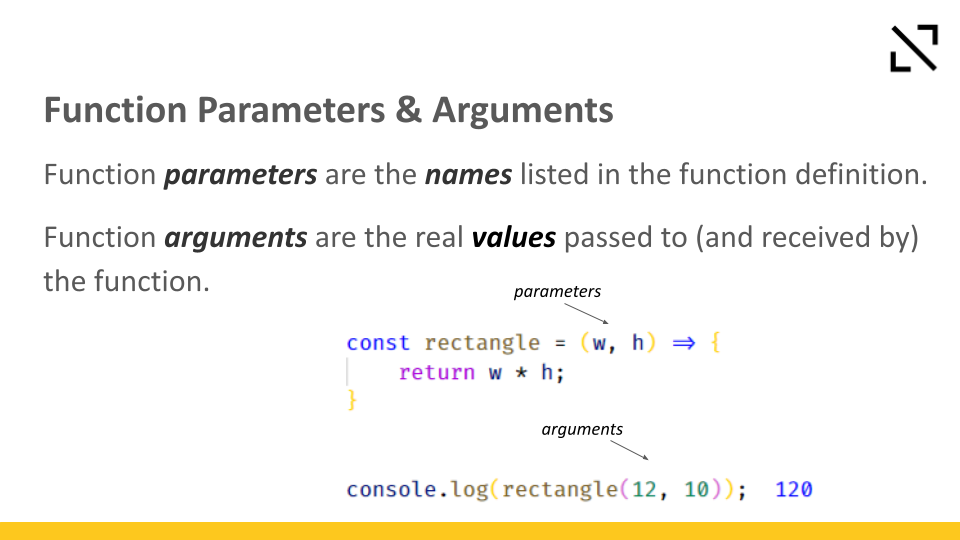 Function Parameters & Arguments
Function parameters are the names listed in the function definition.
Function arguments are the real values passed to (and received by)
the function.
parameters
const rectangle = (w, h) => {
    return w * h;
}
arguments
console.log(rectangle(12, 10));  120